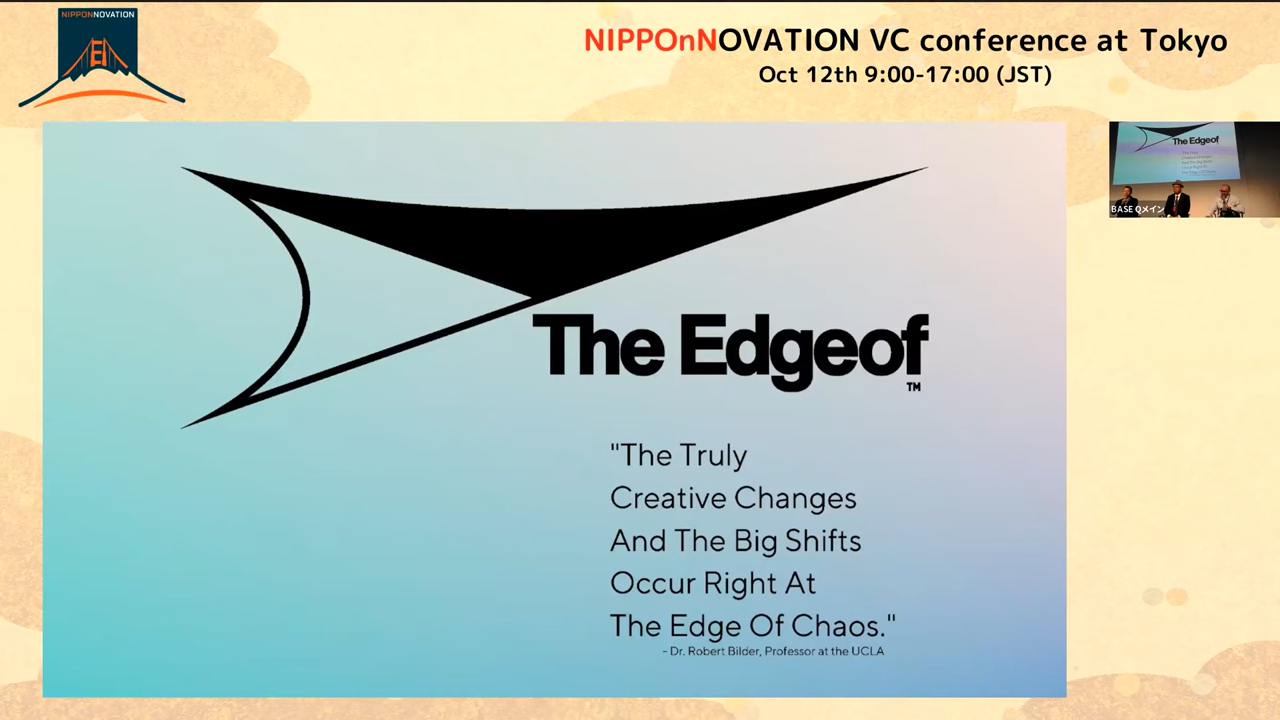 NIPPONNOVATION
NIPPOnNOVATION VC conference at Tokyo
Oct 12th 9:00-17:00 (JST)
The Edgeof
TM
"The Truly
Creative Changes
And The Big Shifts
Occur Right At
The Edge Of Chaos."
- Dr. Robert Bilder, Professor at the UCLA
The Edgeof
BASE Qメイン